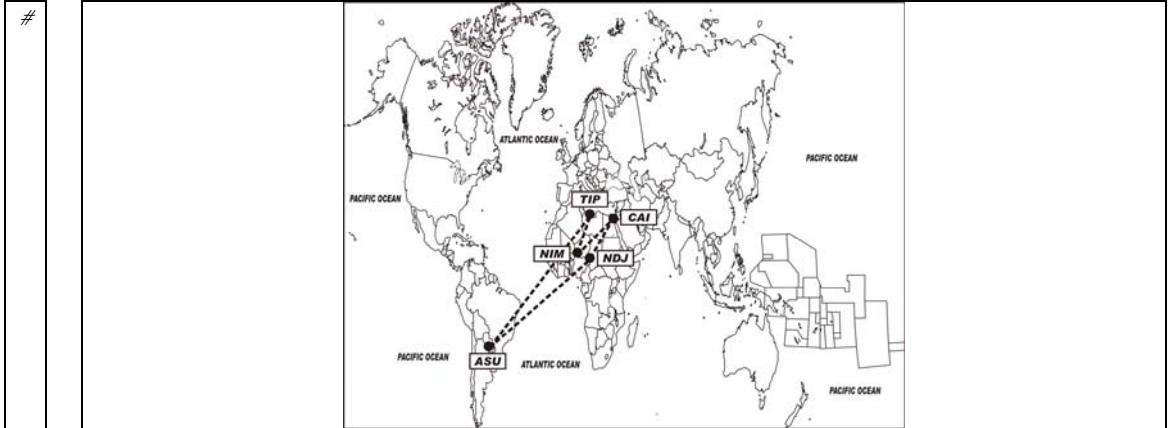 #
ATLANTIC OCEAN
PACIFIC OCEAN
PACIFIC OCEAN
TIP
CAI
NIM
NDJ
PACIFIC OCEAN
ASU
ATLANTIC OCEAN
PACIFIC OCEAN